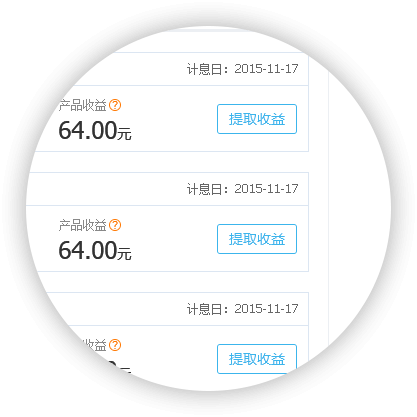 计息日：2015-11-17
产品收益 ?
64.00元
提取收益
计息日：2015-11-17
产品收益 ?
64.00元
提取收益
计息日：2015-11-17
品收益 ?
提取收益